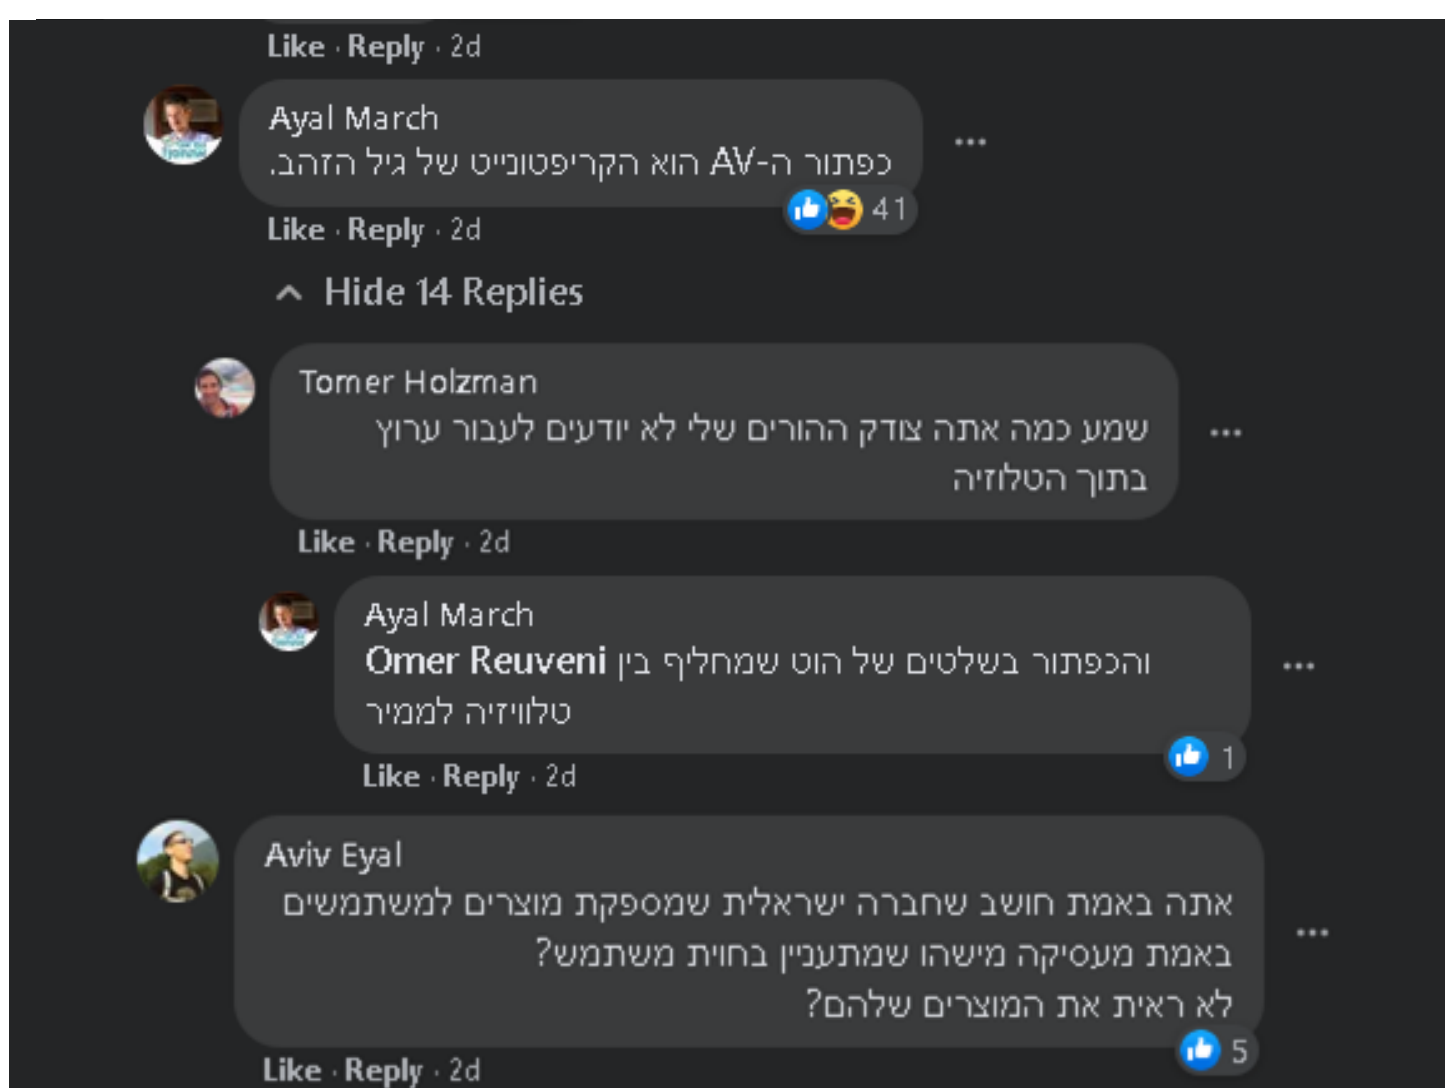 Like · Reply · 2d
Ayal March
כפתור ה-AV הוא הקריפטונייט של גיל הזהב.
41
Like · Reply · 2d
Hide 14 Replies
Tomer Holzman
שמע כמה אתה צודק ההורים שלי לא יודעים לעבור ערוץ
בתוך הטלוזיה
Like · Reply · 2d
Ayal March
Omer Reuveni והכפתור בשלטים של הוט שמחליף בין
טלוויזיה לממיר
1
Like · Reply · 2d
Aviv Eyal
אתה באמת חושב שחברה ישראלית שמספקת מוצרים למשתמשים
באמת מעסיקה מישהו שמתעניין בחוית משתמש?
לא ראית את המוצרים שלהם?
5
Like · Reply · 2d